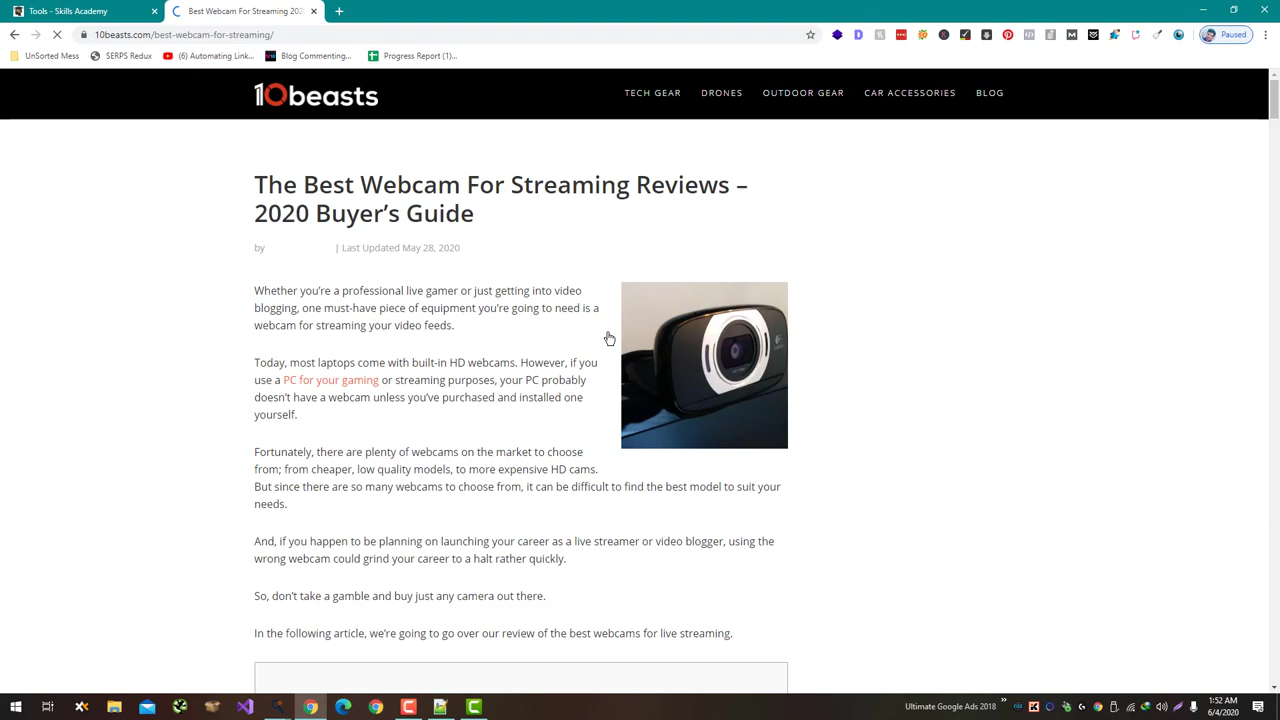 Tools - Skills Academy
Best Webcam For Streaming 202
10beasts.com/best-webcam-for-streaming/
Paused
UnSorted Mess
SERPS Redux
(6) Automating Link...
Blog Commenting...
Progress Report (1)...
10beasts
TECH GEAR
DRONES
OUTDOOR GEAR
CAR ACCESSORIES
BLOG
The Best Webcam For Streaming Reviews –
2020 Buyer's Guide
by | Last Updated May 28, 2020
Whether you're a professional live gamer or just getting into video
blogging, one must-have piece of equipment you're going to need is a
webcam for streaming your video feeds.
Today, most laptops come with built-in HD webcams. However, if you
use a PC for your gaming or streaming purposes, your PC probably
doesn't have a webcam unless you've purchased and installed one
yourself.
Fortunately, there are plenty of webcams on the market to choose
from; from cheaper, low quality models, to more expensive HD cams.
But since there are so many webcams to choose from, it can be difficult to find the best model to suit your
needs.
And, if you happen to be planning on launching your career as a live streamer or video blogger, using the
wrong webcam could grind your career to a halt rather quickly.
So, don't take a gamble and buy just any camera out there.
In the following article, we're going to go over our review of the best webcams for live streaming.
Ultimate Google Ads 2018
1:52 AM
6/4/2020